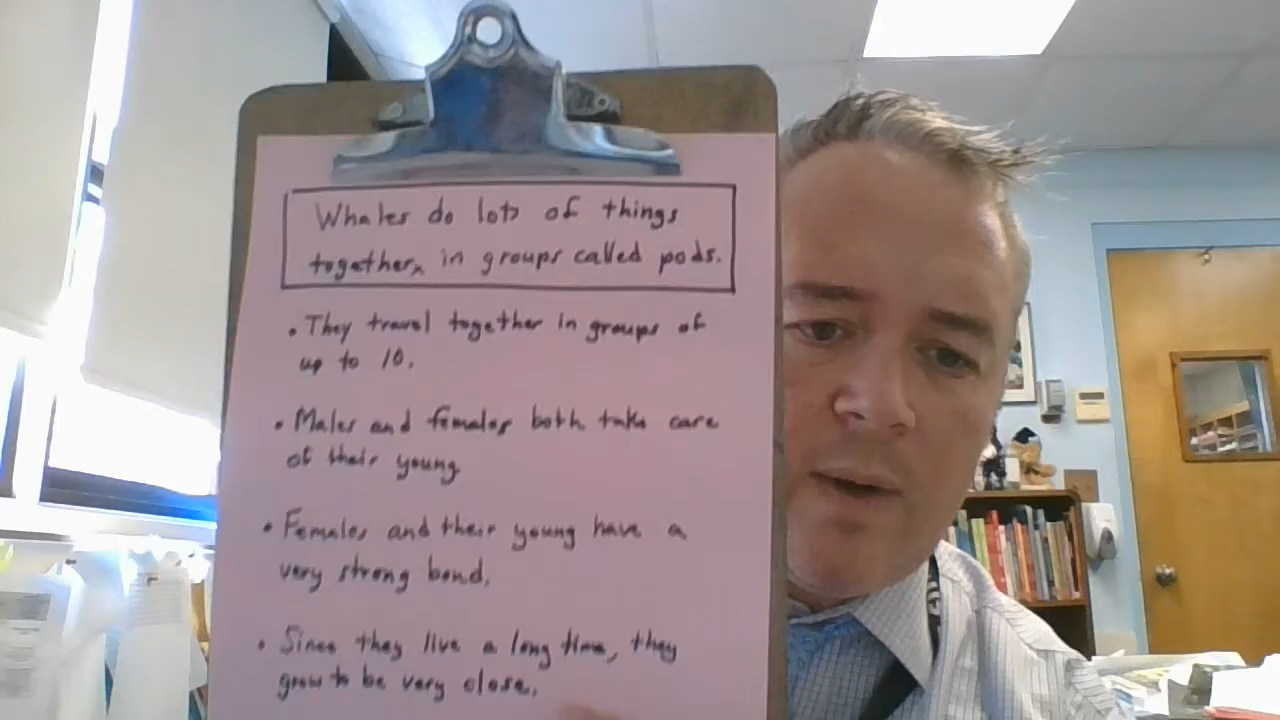 Whales do lots of things
together, in groups called pods.
• They travel together in groups of
up to 10.
• Males and females both take care
of their young
• Females and their young have a
very strong bond.
• Since they live a long time, they
grow to be very close.